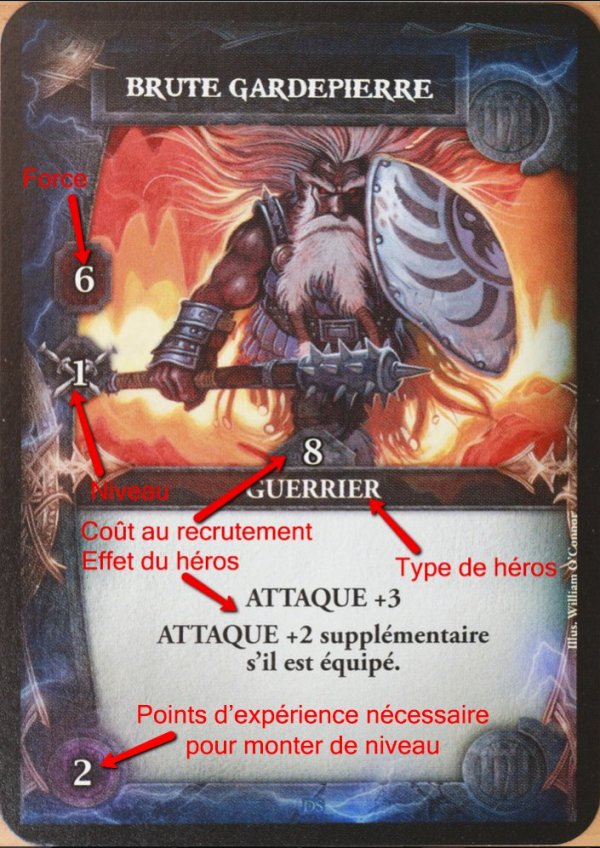 BRUTE GARDEPIERRE
Force
6
1
Niveau
8
GUERRIER
Coût au recrutement
Effet du héros
Type de héros
ATTAQUE +3
ATTAQUE +2 supplémentaire
s'il est équipé.
Illus. William O'Connor
Points d'expérience nécessaire
pour monter de niveau
2
DS